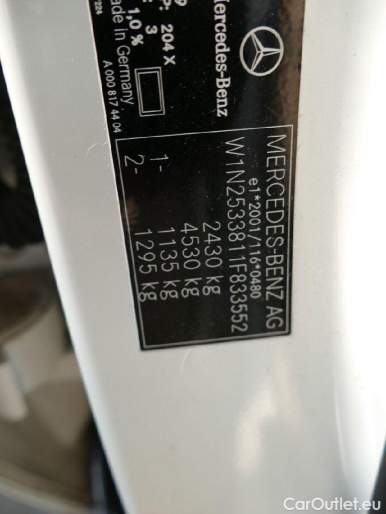 MERCEDES-BENZ AG
e1*2001/116*0480
W1N2533811F833552
2430 kg
4530 kg
1- 1135 kg
2- 1295 kg
Mercedes-Benz
P: 204 X
: 3
1,0 %
Made in Germany
A 000 817 44 04
CarOutlet.eu